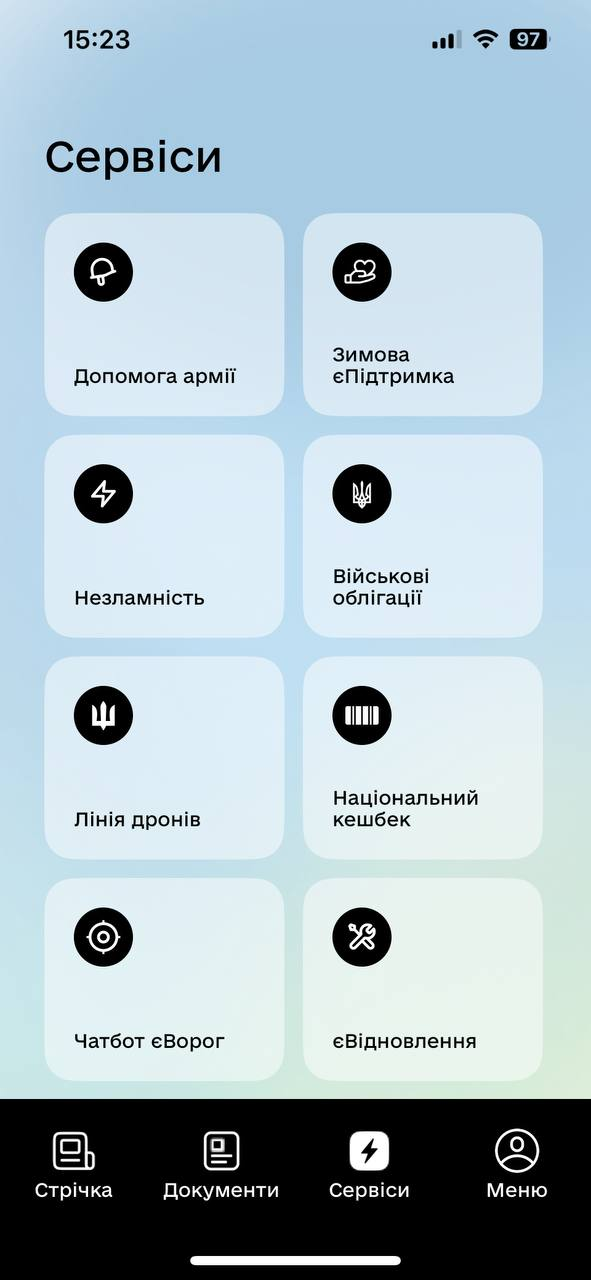 15:23
97
Сервіси
Допомога армії
Зимова
єПідтримка
Незламність
Військові
облігації
Лінія дронів
Національний
кешбек
Чатбот єВорог
єВідновлення
Стрічка
Документи
Сервіси
Меню